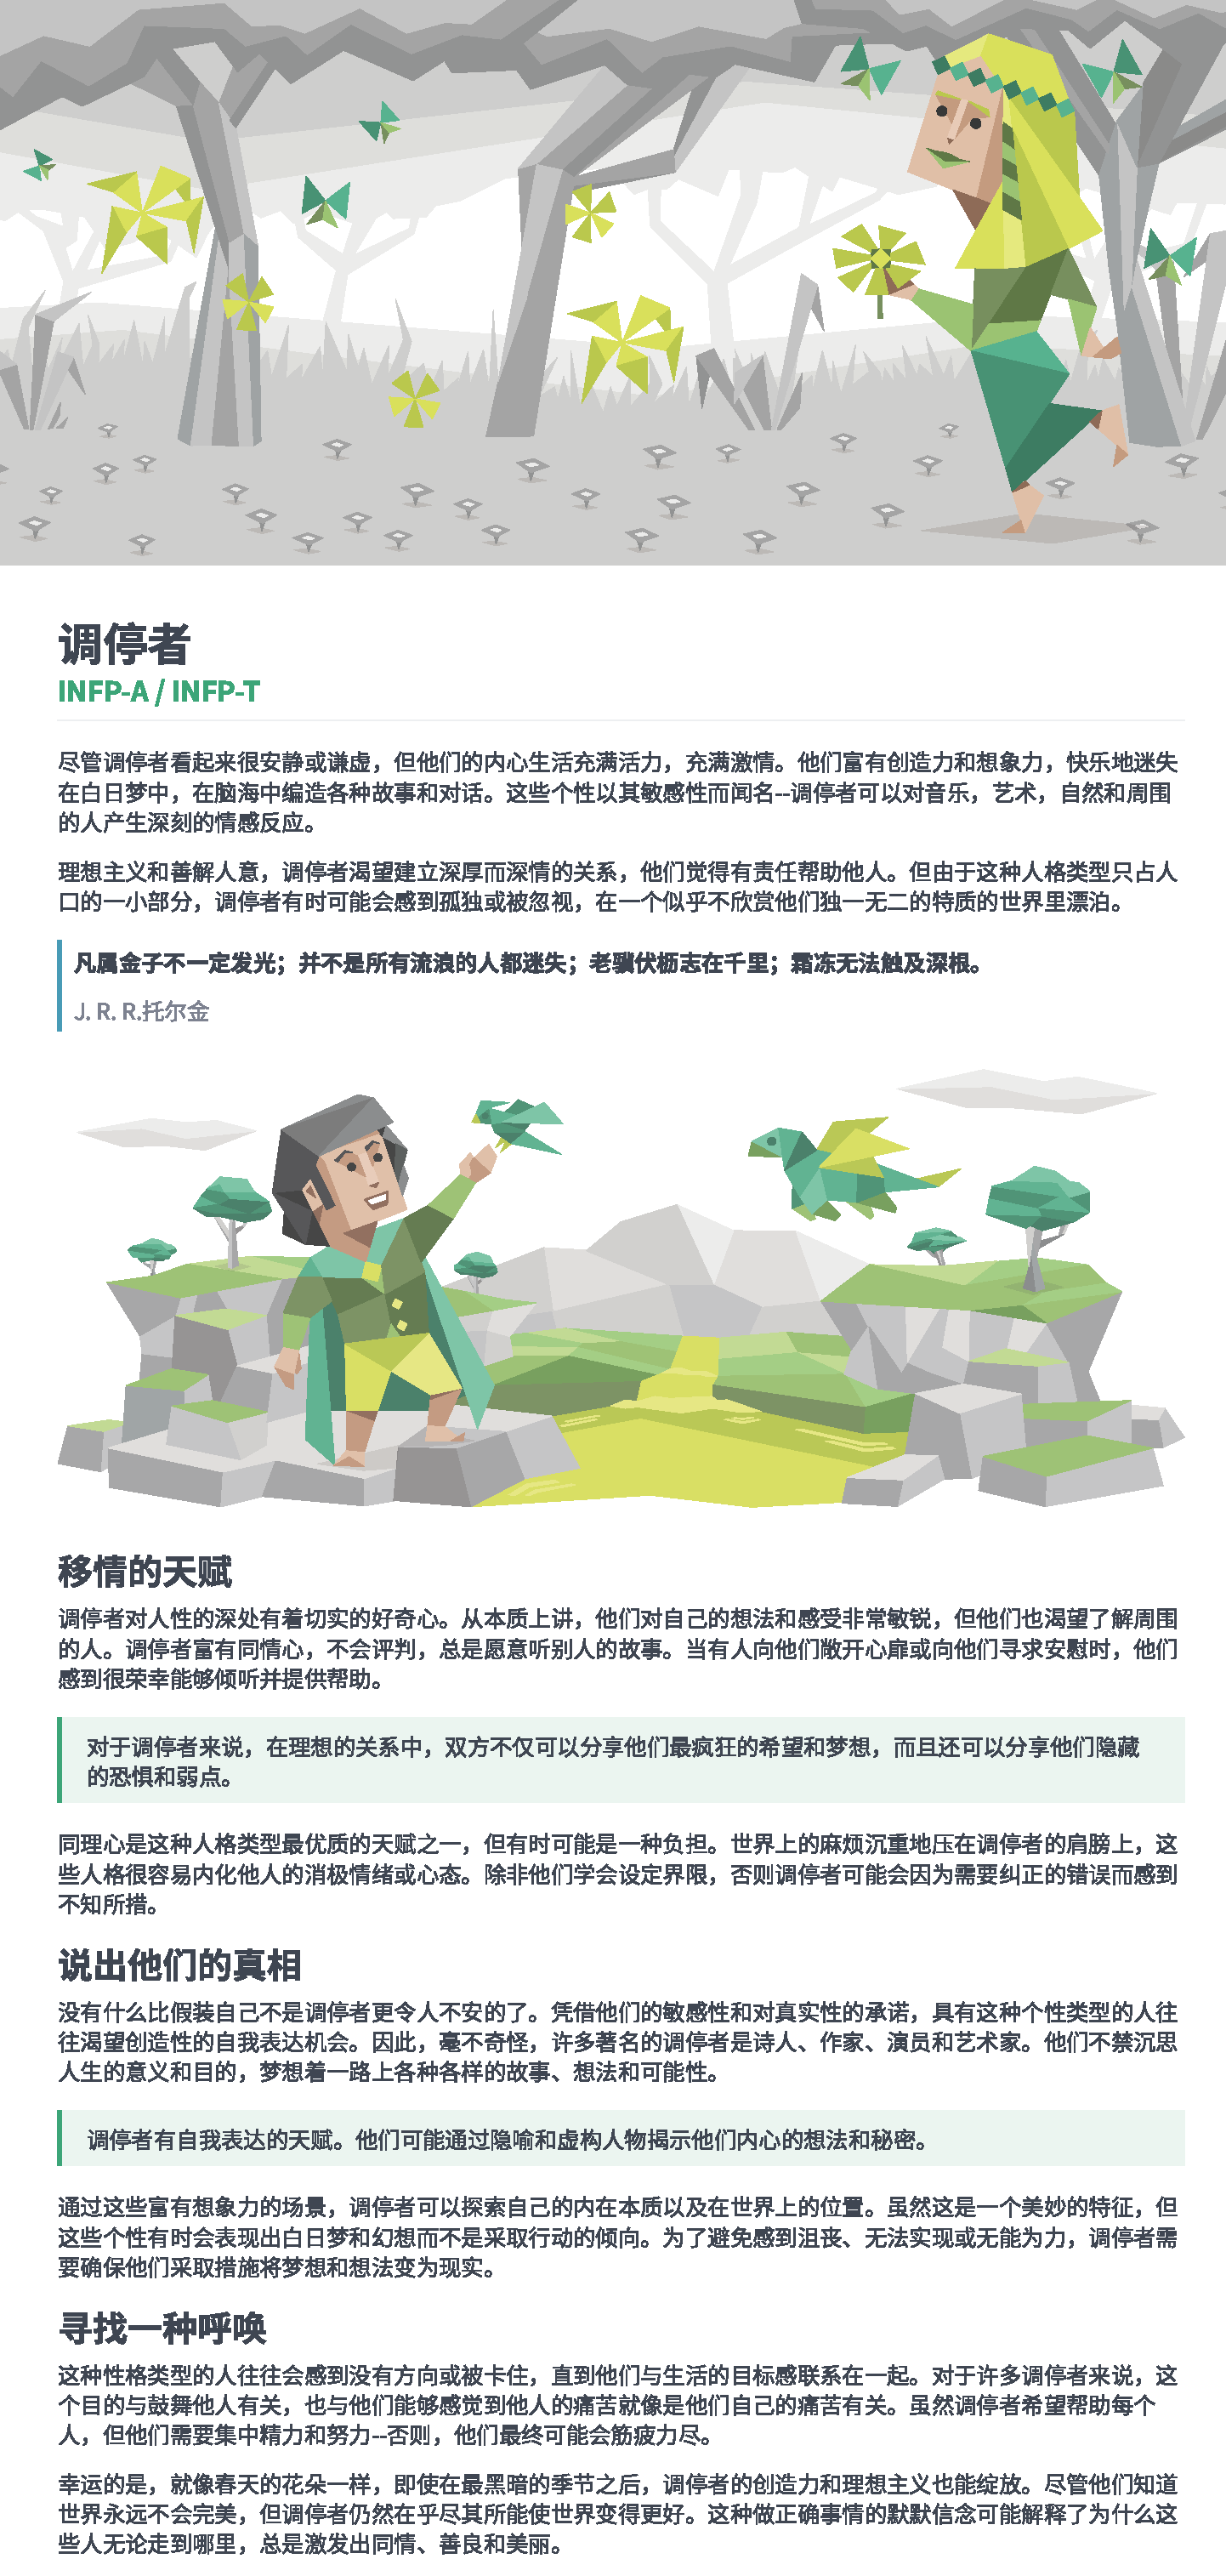 调停者
INFP-A / INFP-T
尽管调停者看起来很安静或谦虚，但他们的内心生活充满活力，充满激情。他们富有创造力和想象力，快乐地迷失
在白日梦中，在脑海中编造各种故事和对话。这些个性以其敏感性而闻名--调停者可以对音乐，艺术，自然和周围
的人产生深刻的情感反应。
理想主义和善解人意，调停者渴望建立深厚而深情的关系，他们觉得有责任帮助他人。但由于这种人格类型只占人
口的一小部分，调停者有时可能会感到孤独或被忽视，在一个似乎不欣赏他们独一无二的特质的世界里漂泊。
凡属金子不一定发光；并不是所有流浪的人都迷失；老骥伏枥志在千里；霜冻无法触及深根。
J. R. R.托尔金
移情的天赋
调停者对人性的深处有着切实的好奇心。从本质上讲，他们对自己的想法和感受非常敏锐，但他们也渴望了解周围
的人。调停者富有同情心，不会评判，总是愿意听别人的故事。当有人向他们敞开心扉或向他们寻求安慰时，他们
感到很荣幸能够倾听并提供帮助。
对于调停者来说，在理想的关系中，双方不仅可以分享他们最疯狂的希望和梦想，而且还可以分享他们隐藏
的恐惧和弱点。
同理心是这种人格类型最优质的天赋之一，但有时可能是一种负担。世界上的麻烦沉重地压在调停者的肩膀上，这
些人格很容易内化他人的消极情绪或心态。除非他们学会设定界限，否则调停者可能会因为需要纠正的错误而感到
不知所措。
说出他们的真相
没有什么比假装自己不是调停者更令人不安的了。凭借他们的敏感性和对真实性的承诺，具有这种个性类型的人往
往渴望创造性的自我表达机会。因此，毫不奇怪，许多著名的调停者是诗人、作家、演员和艺术家。他们不禁沉思
人生的意义和目的，梦想着一路上各种各样的故事、想法和可能性。
调停者有自我表达的天赋。他们可能通过隐喻和虚构人物揭示他们内心的想法和秘密。
通过这些富有想象力的场景，调停者可以探索自己的内在本质以及在世界上的位置。虽然这是一个美妙的特征，但
这些个性有时会表现出白日梦和幻想而不是采取行动的倾向。为了避免感到沮丧、无法实现或无能为力，调停者需
要确保他们采取措施将梦想和想法变为现实。
寻找一种呼唤
这种性格类型的人往往会感到没有方向或被卡住，直到他们与生活的目标感联系在一起。对于许多调停者来说，这
个目的与鼓舞他人有关，也与他们能够感觉到他人的痛苦就像是他们自己的痛苦有关。虽然调停者希望帮助每个
人，但他们需要集中精力和努力--否则，他们最终可能会筋疲力尽。
幸运的是，就像春天的花朵一样，即使在最黑暗的季节之后，调停者的创造力和理想主义也能绽放。尽管他们知道
世界永远不会完美，但调停者仍然在乎尽其所能使世界变得更好。这种做正确事情的默默信念可能解释了为什么这
些人无论走到哪里，总是激发出同情、善良和美丽。